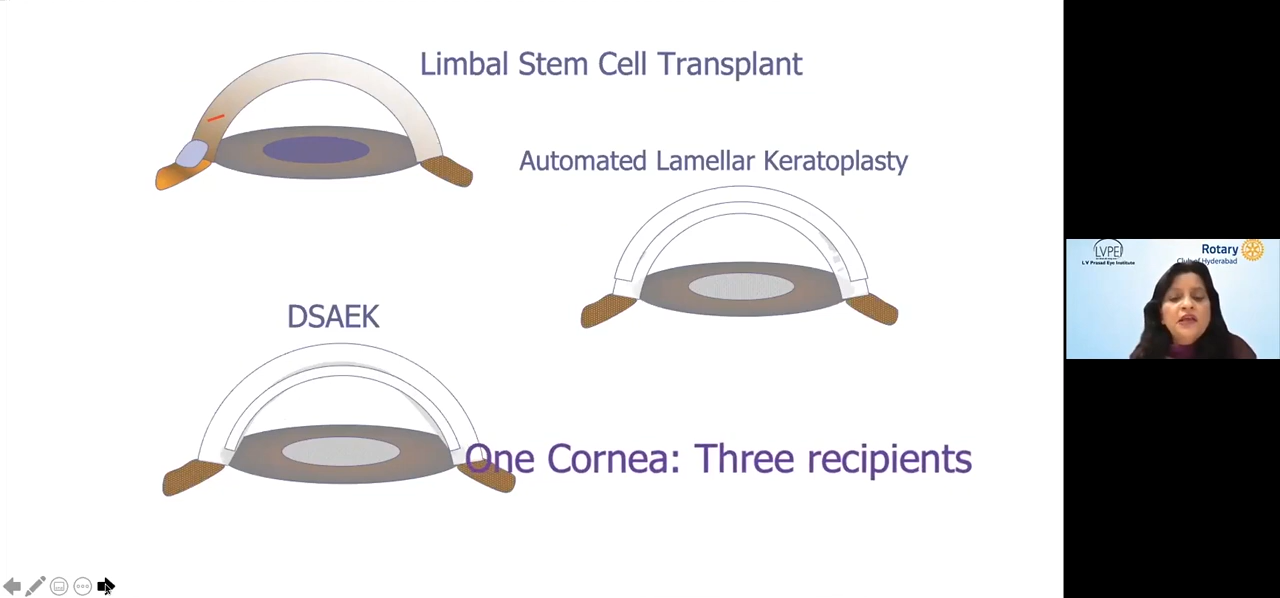 Limbal Stem Cell Transplant
Automated Lamellar Keratoplasty
DSAEK
One Cornea: Three recipients
LVPEI
L V Prasad Eye Institute
Rotary
Club of Hyderabad